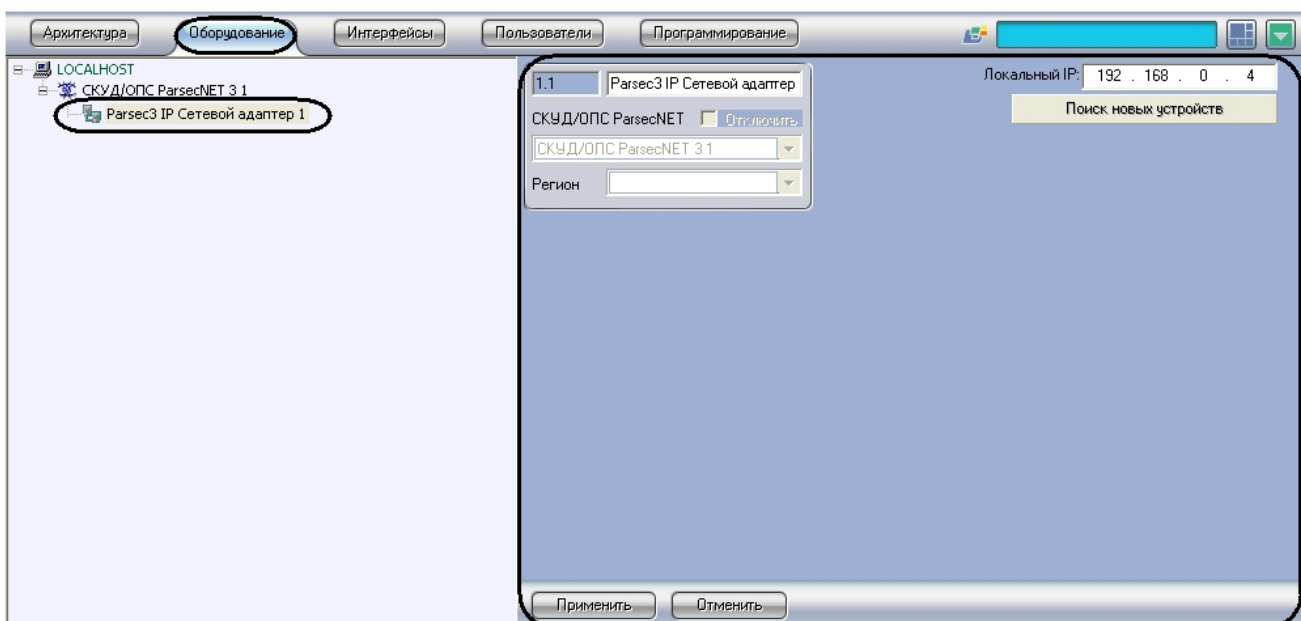 Архитектура Оборудование Интерфейсы Пользователи Программирование
LOCALHOST
СКУД/ОПС ParsecNET 3 1
Parsec3 IP Сетевой адаптер 1
1.1 Parsec3 IP Сетевой адаптер
СКУД/ОПС ParsecNET Отключить
СКУД/ОПС ParsecNET 3 1
Регион
Локальный IP: 192 . 168 . 0 . 4
Поиск новых устройств
Применить Отменить